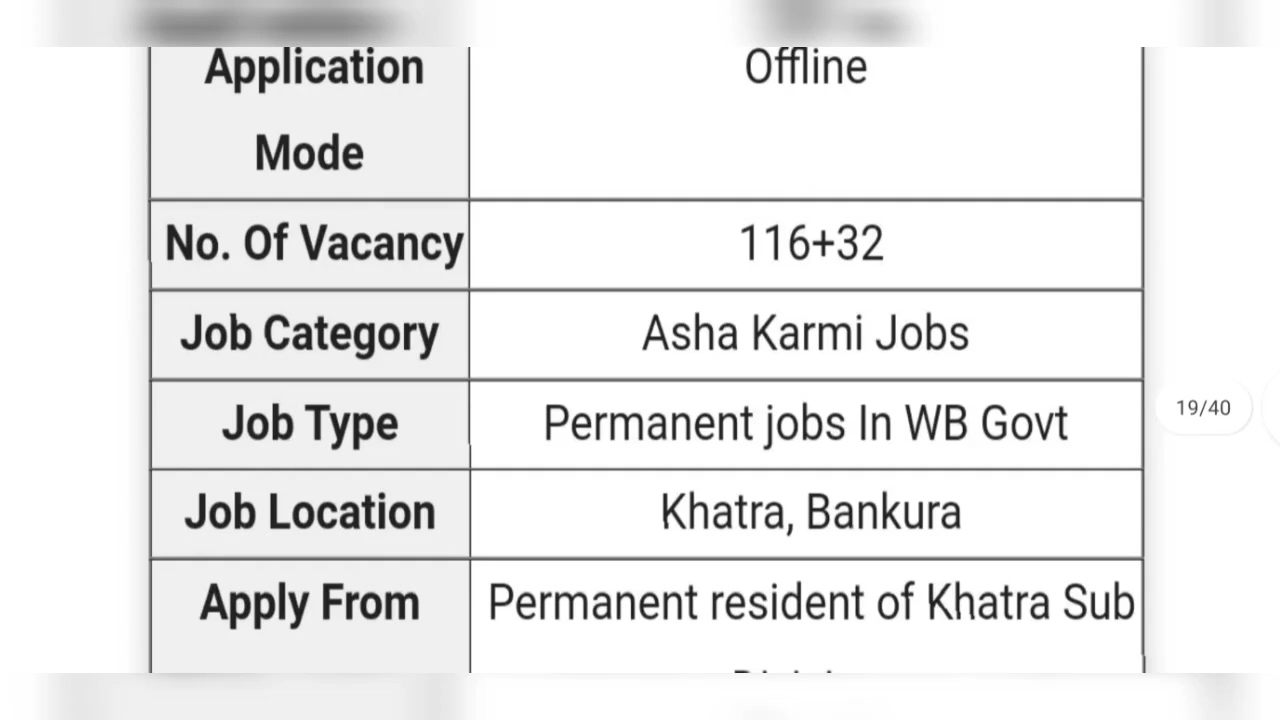 Application Offline
Mode
No. Of Vacancy 116+32
Job Category Asha Karmi Jobs
Job Type Permanent jobs In WB Govt
19/40
Job Location Khatra, Bankura
Apply From Permanent resident of Khatra Sub